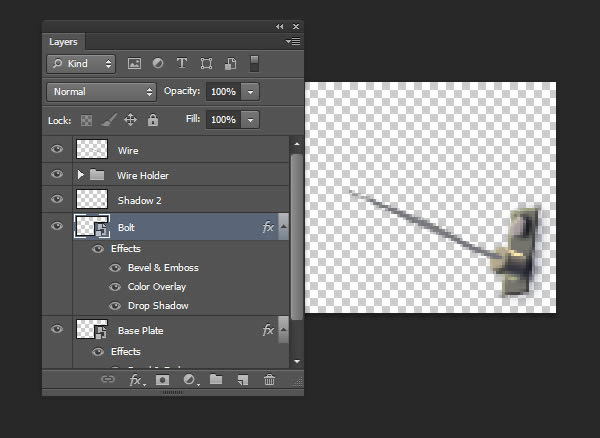 Layers
Kind
Normal Opacity: 100%
Lock: Fill: 100%
Wire
Wire Holder
Shadow 2
Bolt fx
Effects
Bevel & Emboss
Color Overlay
Drop Shadow
Base Plate fx
Effects
fx